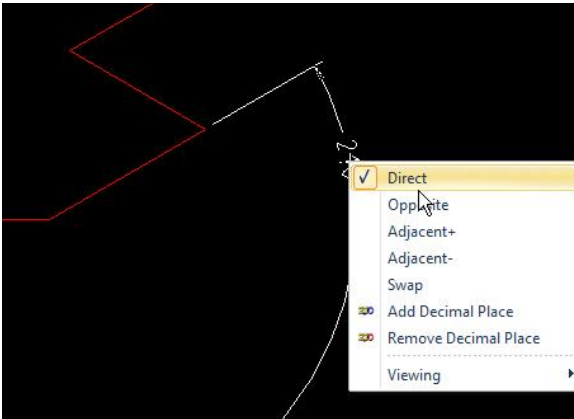 Direct
Opposite
Adjacent+
Adjacent-
Swap
Add Decimal Place
Remove Decimal Place
Viewing